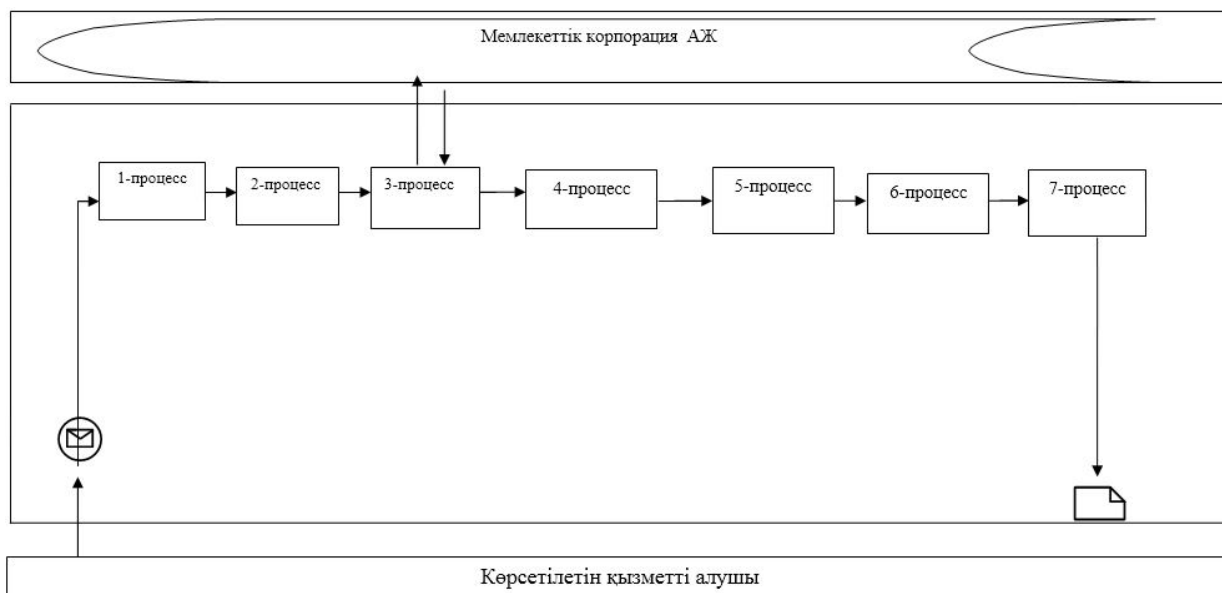 Мемлекеттік корпорация АЖ
1-процесс
2-процесс
3-процесс
4-процесс
5-процесс
6-процесс
7-процесс
Көрсетілетін қызметті алушы